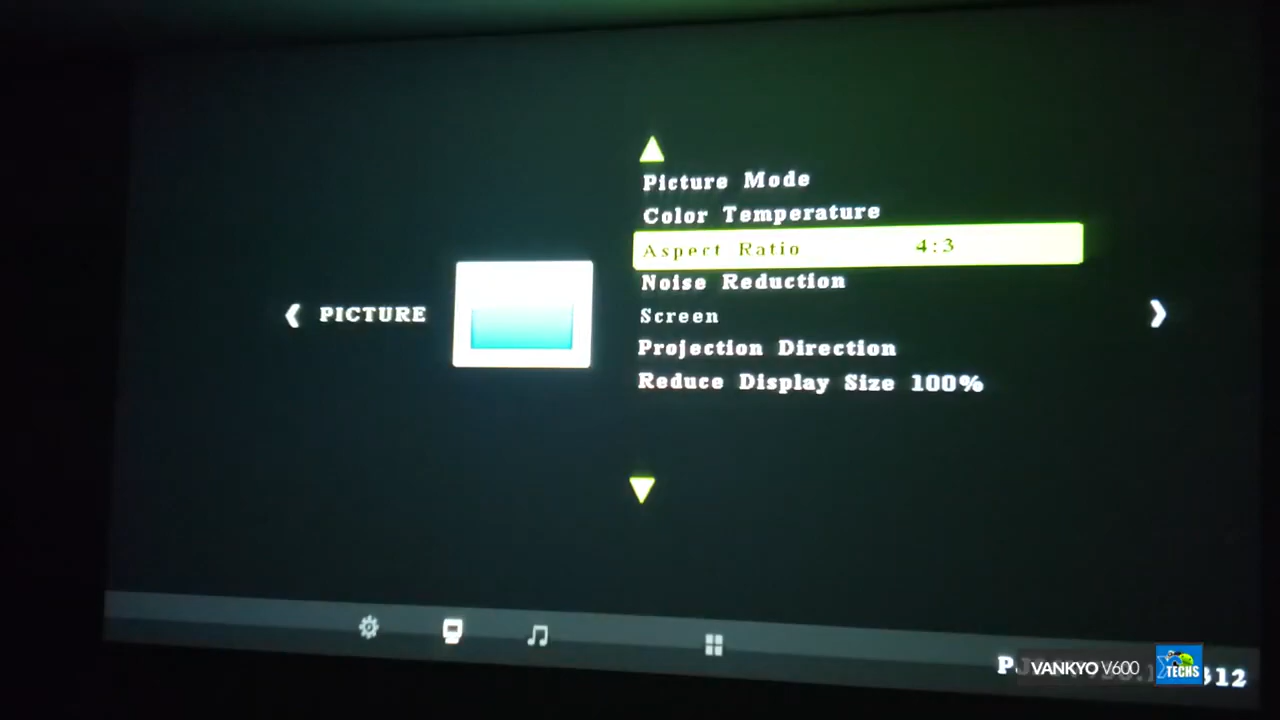 Picture Mode
Color Temperature
Aspect Ratio 4:3
Noise Reduction
PICTURE
Screen
Projection Direction
Reduce Display Size 100%
VANKYO V600
TECHS